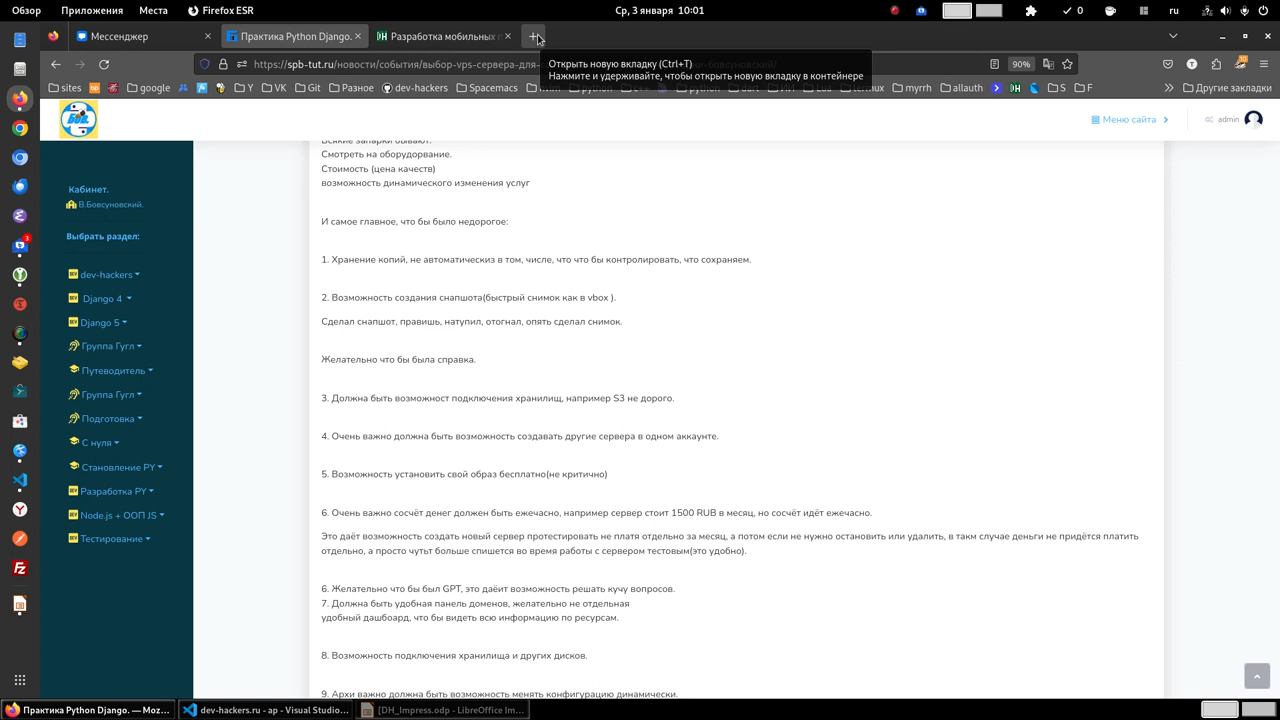 Обзор Приложения Места Firefox ESR Ср, 3 января 10:01 0 ru
Мессенджер Практика Python Django. Разработка мобильных
Открыть новую вкладку (Ctrl+T)
Нажмите и удерживайте, чтобы открыть новую вкладку в контейнере
https://spb-tut.ru/новости/события/выбор-vps-сервера-для- 90%
sites google Y Git Разное dev-hackers Spacemacs allauth S F Другие закладки
Меню сайта admin
Всякие запарки бывают.
Смотреть на оборудорвание.
Стоимость (цена качеств)
возможность динамического изменения услуг
И самое главное, что бы было недорогое:
1. Хранение копий, не автоматическиз в том, числе, что что бы контролировать, что сохраняем.
2. Возможность создания снапшота(быстрый снимок как в vbox ).
Сделал снапшот, правишь, натупил, отогнал, опять сделал снимок.
Желательно что бы была справка.
3. Должна быть возможност подключения хранилищ, например S3 не дорого.
4. Очень важно должна быть возможность создавать другие сервера в одном аккаунте.
5. Возможность установить свой образ бесплатно(не критично)
6. Очень важно сосчёт денег должен быть ежечасно, например сервер стоит 1500 RUB в месяц, но сосчёт идёт ежечасно.
Это даёт возможность создать новый сервер протестировать не платя отдельно за месяц, а потом если не нужно остановить или удалить, в такм случае деньги не придётся платить
отдельно, а просто чутьт больше спишется во время работы с сервером тестовым(это удобно).
6. Желательно что бы был GPT, это даёит возможность решать кучу вопросов.
7. Должна быть удобная панель доменов, желательно не отдельная
удобный дашбоард, что бы видеть всю информацию по ресурсам.
8. Возможность подключения хранилища и других дисков.
9. Архи важно должна быть возможность менять конфигурацию динамически.
Кабинет.
В.Бовсуновский.
Выбрать раздел:
dev-hackers
Django 4
Django 5
Группа Гугл
Путеводитель
Группа Гугл
Подготовка
С нуля
Становление PY
Разработка PY
Node.js + ООП JS
Тестирование
Практика Python Django. — Moz... dev-hackers.ru - ap - Visual Studio... [DH_Impress.odp - LibreOffice Im...